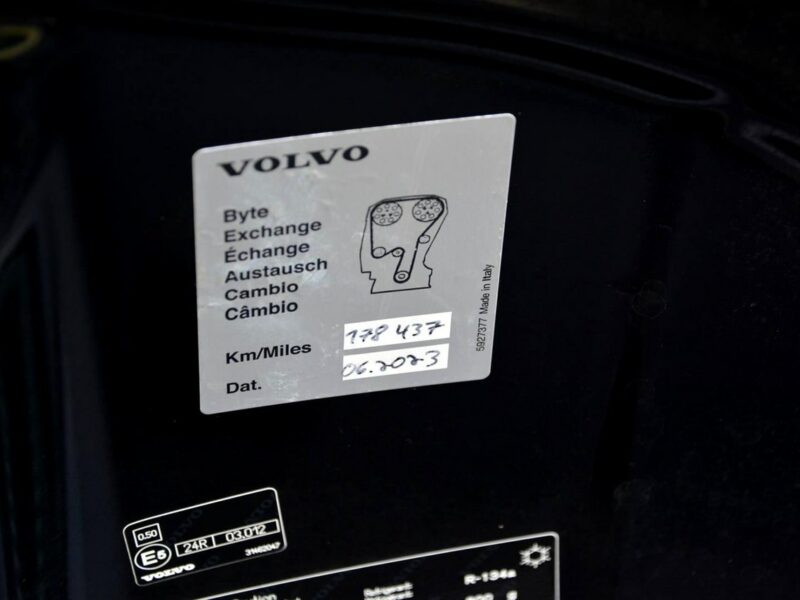 VOLVO
Byte
Exchange
Échange
Austausch
Cambio
Câmbio
Km/Miles 178 437
Dat. 06.2023
5927377 Made in Italy
0.50
E5 24R 03.012
VOLVO 31462047
R-134a